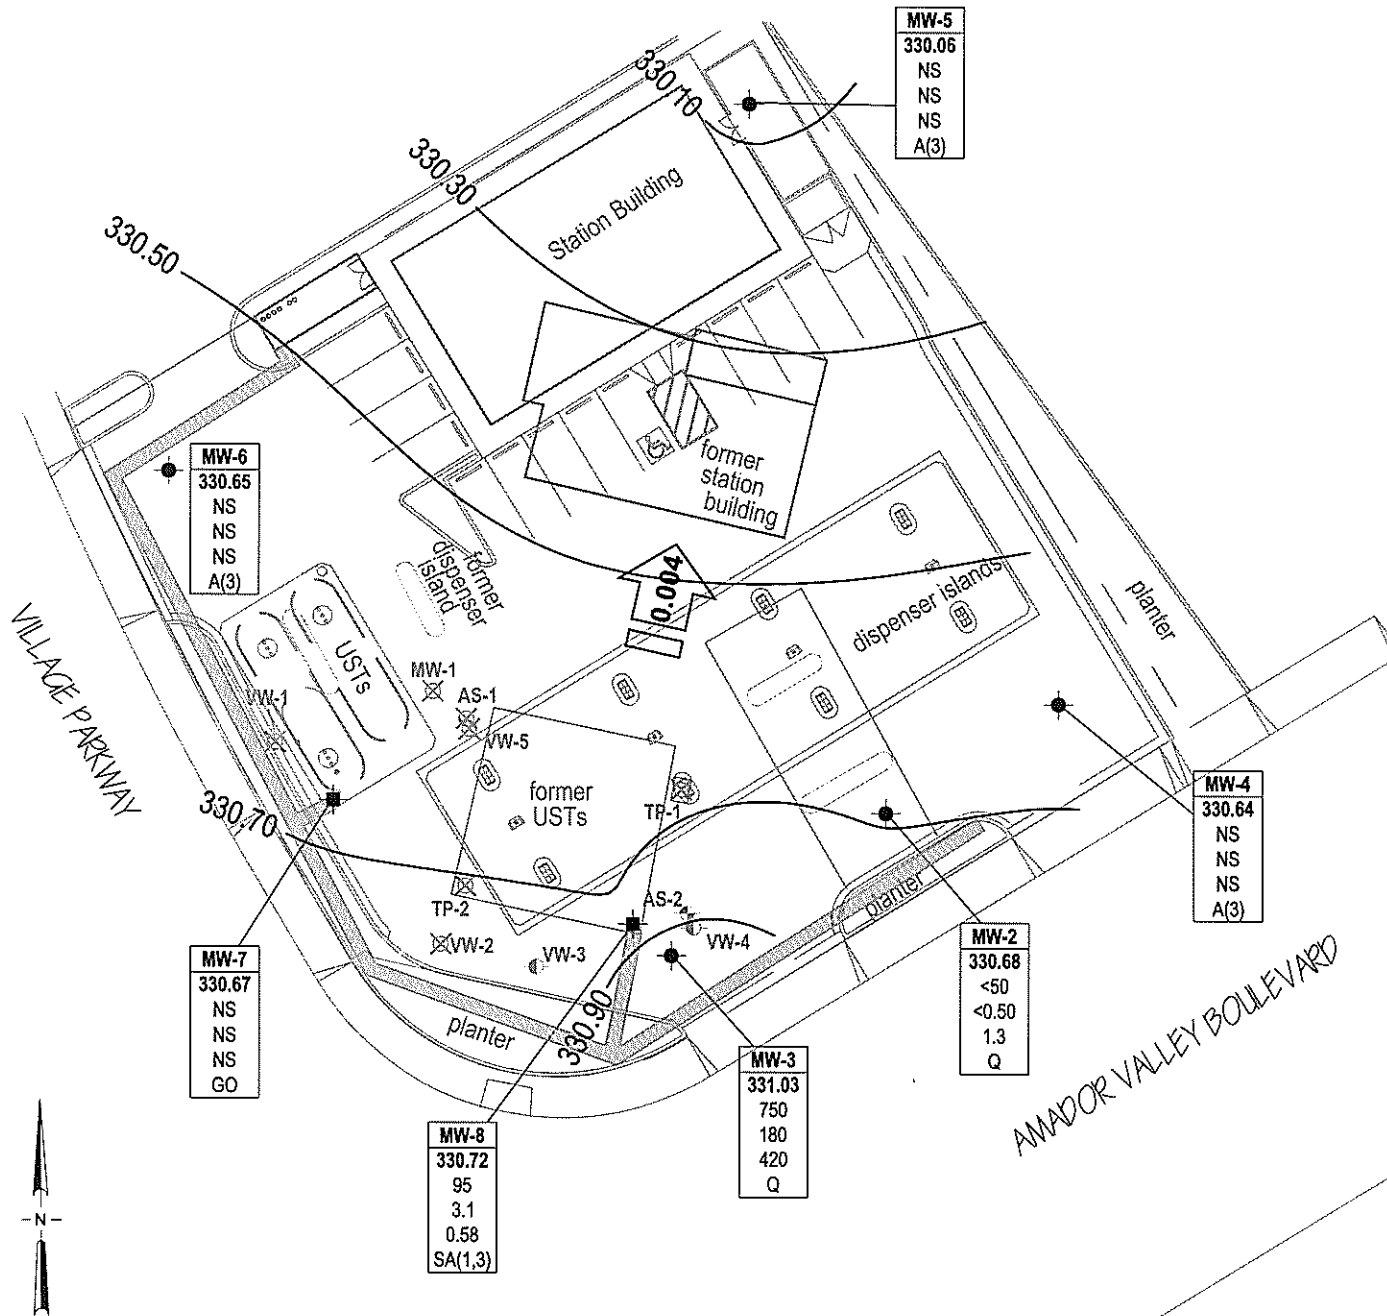 MW-5
330.06
NS
NS
NS
A(3)
330.10
330.30
Station Building
330.50
MW-6
330.65
NS
NS
NS
A(3)
former
station
building
former
dispenser
island
0.004
dispenser islands
planter
VILLAGE PARKWAY
USTs
MW-1
AS-1
VW-1
VW-5
former
USTs
TP-1
330.70
MW-4
330.64
NS
NS
NS
A(3)
TP-2
AS-2
planter
VW-2
VW-3
VW-4
MW-2
330.68
<50
<0.50
1.3
Q
MW-7
330.67
NS
NS
NS
GO
planter
330.90
MW-3
331.03
750
180
420
Q
AMADOR VALLEY BOULEVARD
MW-8
330.72
95
3.1
0.58
SA(1,3)
N